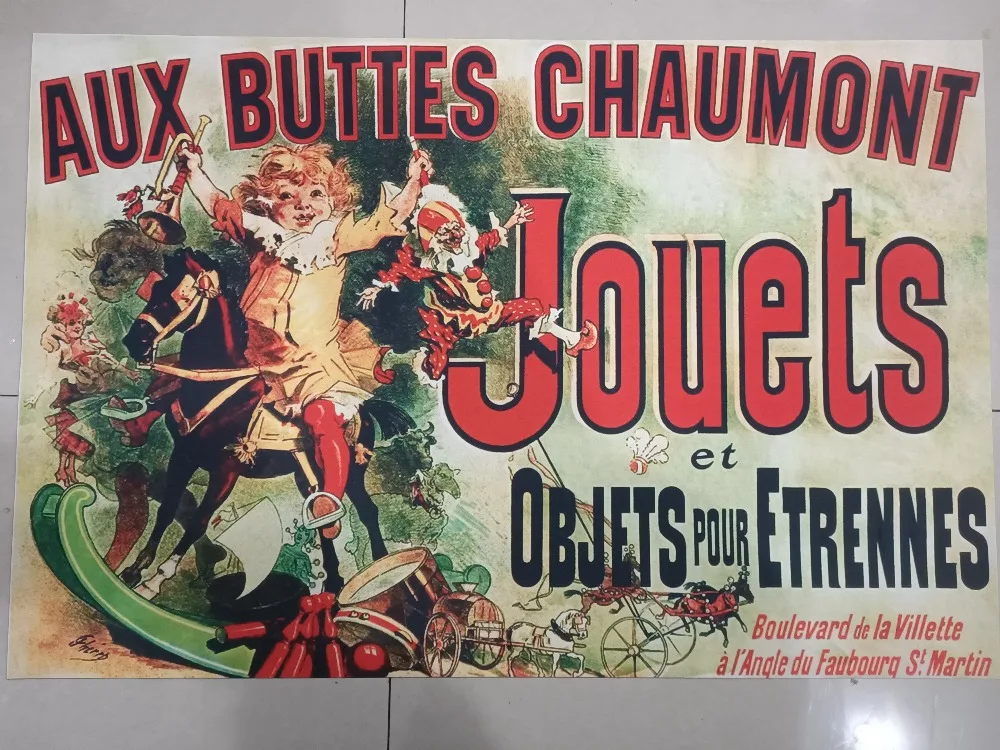 AUX BUTTES CHAUMONT
Jouets
et
OBJETS POUR ETRENNES
Boulevard de la Villette
à l'Angle du Faubourg St Martin